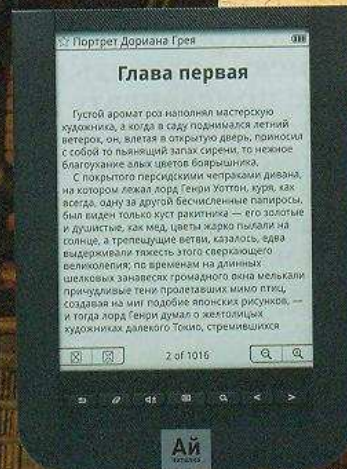 Портрет Дориана Грея
Глава первая
Густой аромат роз наполнял мастерскую
художника, а когда в саду поднимался летний
ветерок, он, влетая в открытую дверь, приносил
с собой то пьянящий запах сирени, то нежное
благоухание алых цветов боярышника.
С покрытого персидскими чепраками дивана,
на котором лежал лорд Генри Уоттон, куря, как
всегда, одну за другой бесчисленные папиросы,
был виден только куст ракитника — его золотые
и душистые, как мед, цветы жарко пылали на
солнце, а трепещущие ветви, казалось, едва
выдерживали тяжесть этого сверкающего
великолепия; по временам на длинных
шелковых занавесях громадного окна мелькали
причудливые тени пролетавших мимо птиц,
создавая на миг подобие японских рисунков, —
и тогда лорд Генри думал о желтолицых
художниках далекого Токио, стремившихся
2 of 1016
Ай